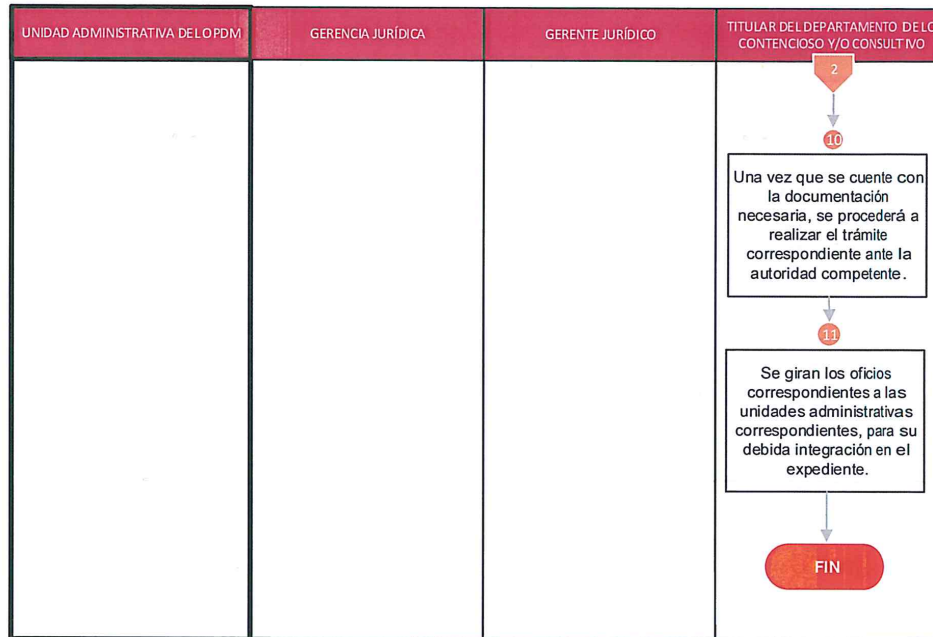 UNIDAD ADMINISTRATIVA DEL OPDM
GERENCIA JURÍDICA
GERENTE JURÍDICO
TITULAR DEL DEPARTAMENTO DE LO
CONTENCIOSO Y/O CONSULTIVO
2
10
Una vez que se cuente con
la documentación
necesaria, se procederá a
realizar el trámite
correspondiente ante la
autoridad competente.
11
Se giran los oficios
correspondientes a las
unidades administrativas
correspondientes, para su
debida integración en el
expediente.
FIN